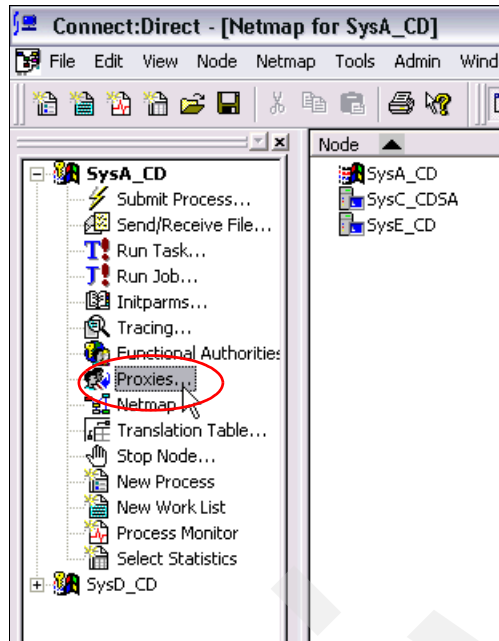 Connect:Direct - [Netmap for SysA_CD]
File Edit View Node Netmap Tools Admin
Node
SysA_CD
Submit Process...
Send/Receive File...
Run Task...
Run Job...
Initparms...
Tracing...
Functional Authorities
Proxies...
Netmap
Translation Table...
Stop Node...
New Process
New Work List
Process Monitor
Select Statistics
SysD_CD
SysA_CD
SysC_CDSA
SysE_CD